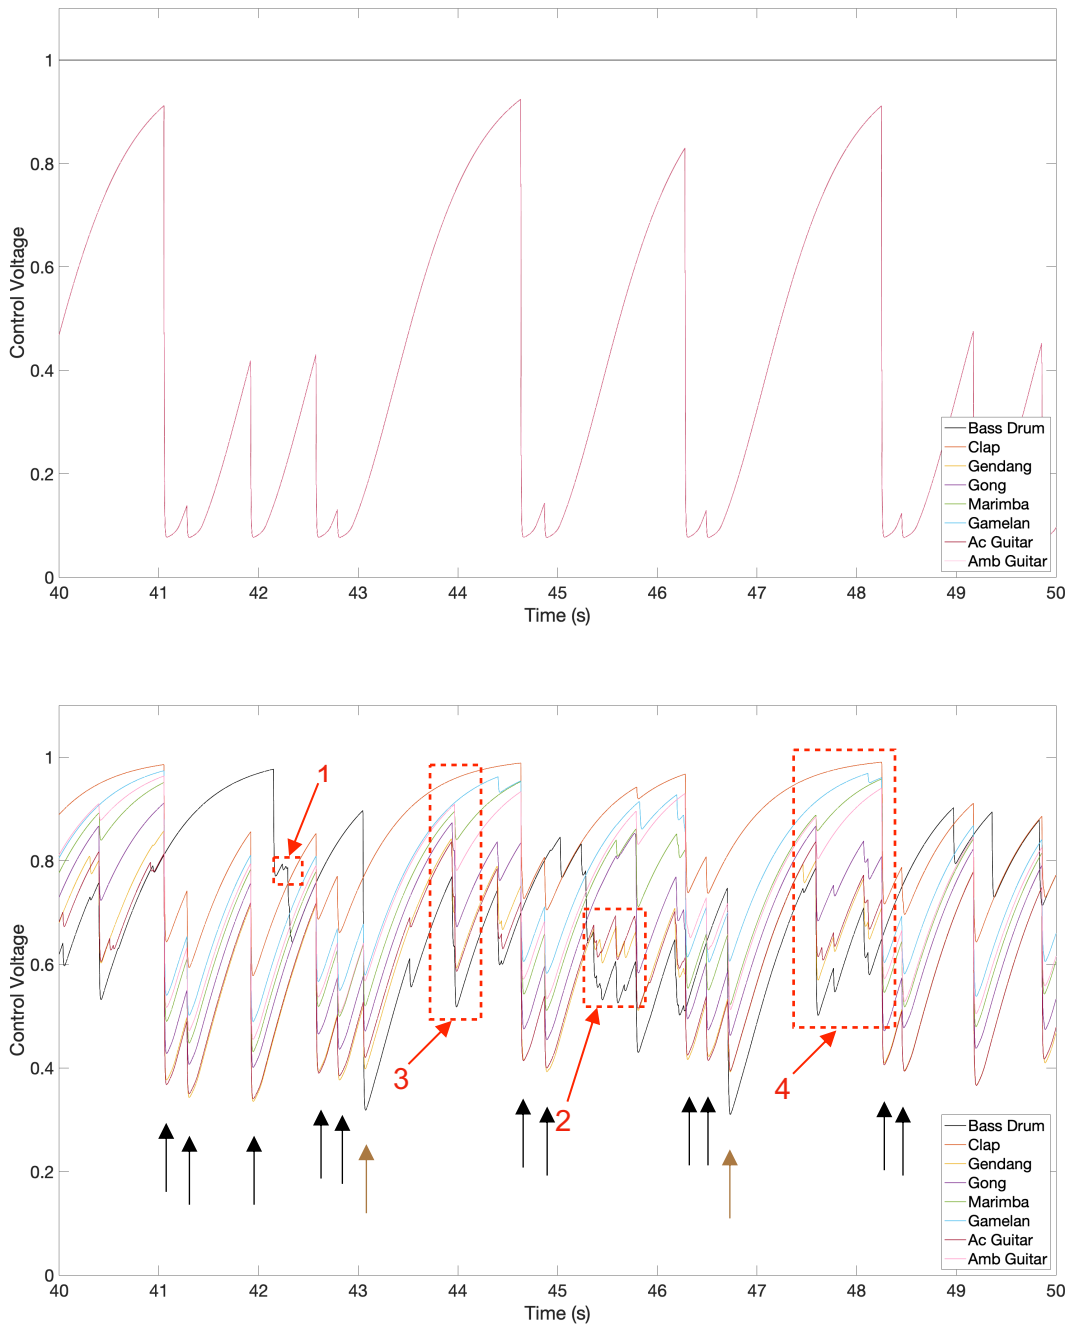 1
0.8
0.6
0.4
0.2
0
Control Voltage
40 41 42 43 44 45 46 47 48 49 50
Time (s)
Bass Drum
Clap
Gendang
Gong
Marimba
Gamelan
Ac Guitar
Amb Guitar
1
0.8
0.6
0.4
0.2
0
Control Voltage
1
3
2
4
40 41 42 43 44 45 46 47 48 49 50
Time (s)
Bass Drum
Clap
Gendang
Gong
Marimba
Gamelan
Ac Guitar
Amb Guitar